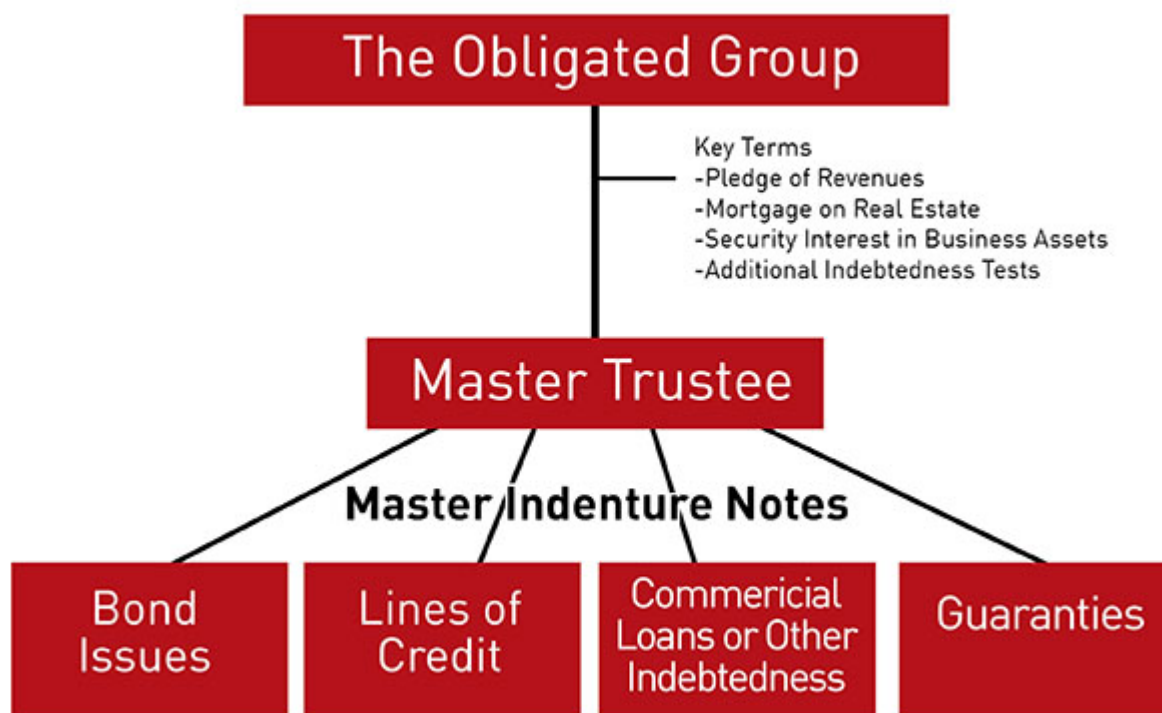 The Obligated Group
Key Terms
-Pledge of Revenues
-Mortgage on Real Estate
-Security Interest in Business Assets
-Additional Indebtedness Tests
Master Trustee
Master Indenture Notes
Bond
Issues
Lines of
Credit
Commericial
Loans or Other
Indebtedness
Guaranties